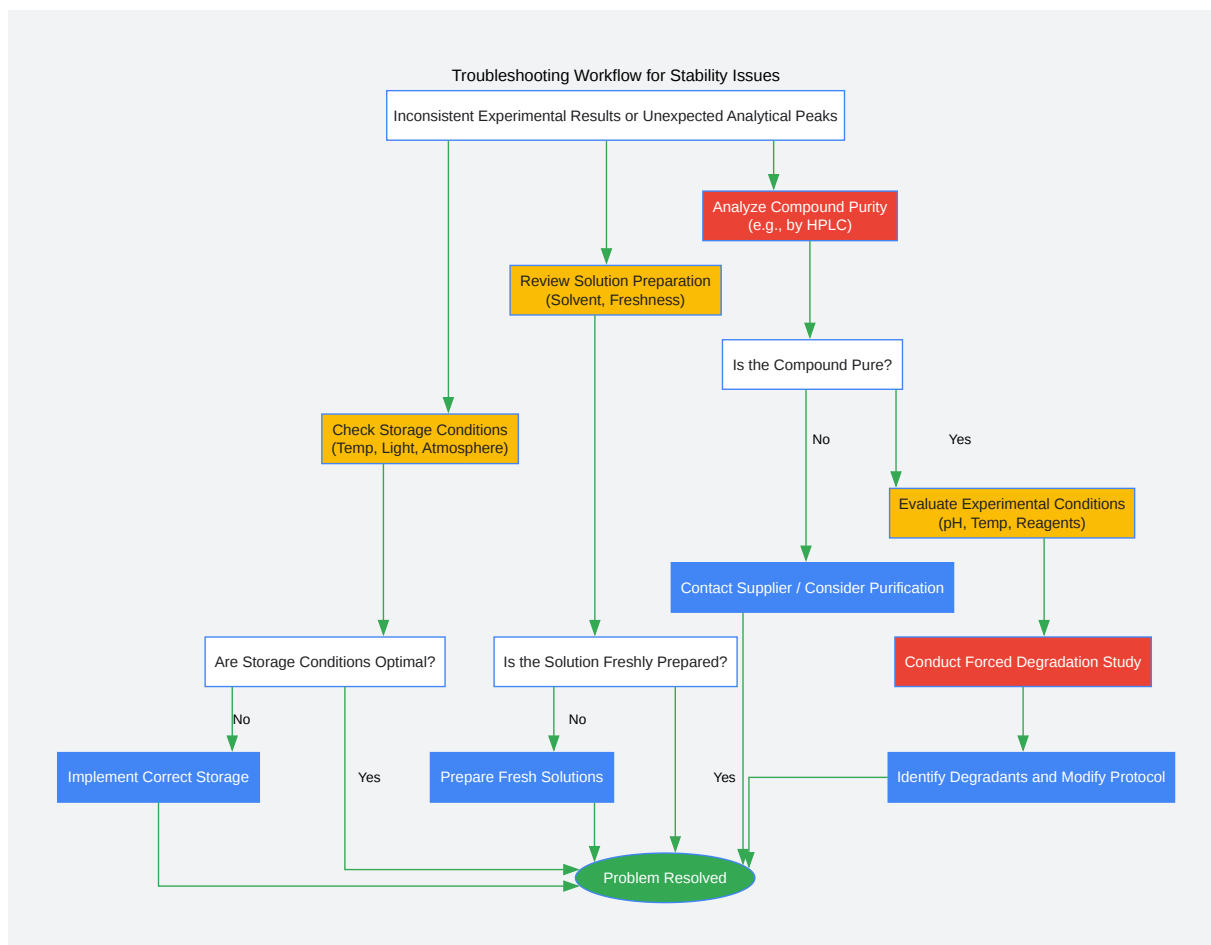 Troubleshooting Workflow for Stability Issues
Inconsistent Experimental Results or Unexpected Analytical Peaks
Analyze Compound Purity
(e.g., by HPLC)
Review Solution Preparation
(Solvent, Freshness)
Is the Compound Pure?
Check Storage Conditions
(Temp, Light, Atmosphere)
No
Yes
Evaluate Experimental Conditions
(pH, Temp, Reagents)
Contact Supplier / Consider Purification
Are Storage Conditions Optimal?
Is the Solution Freshly Prepared?
Conduct Forced Degradation Study
No
No
Implement Correct Storage
Yes
Prepare Fresh Solutions
Yes
Identify Degradants and Modify Protocol
Problem Resolved